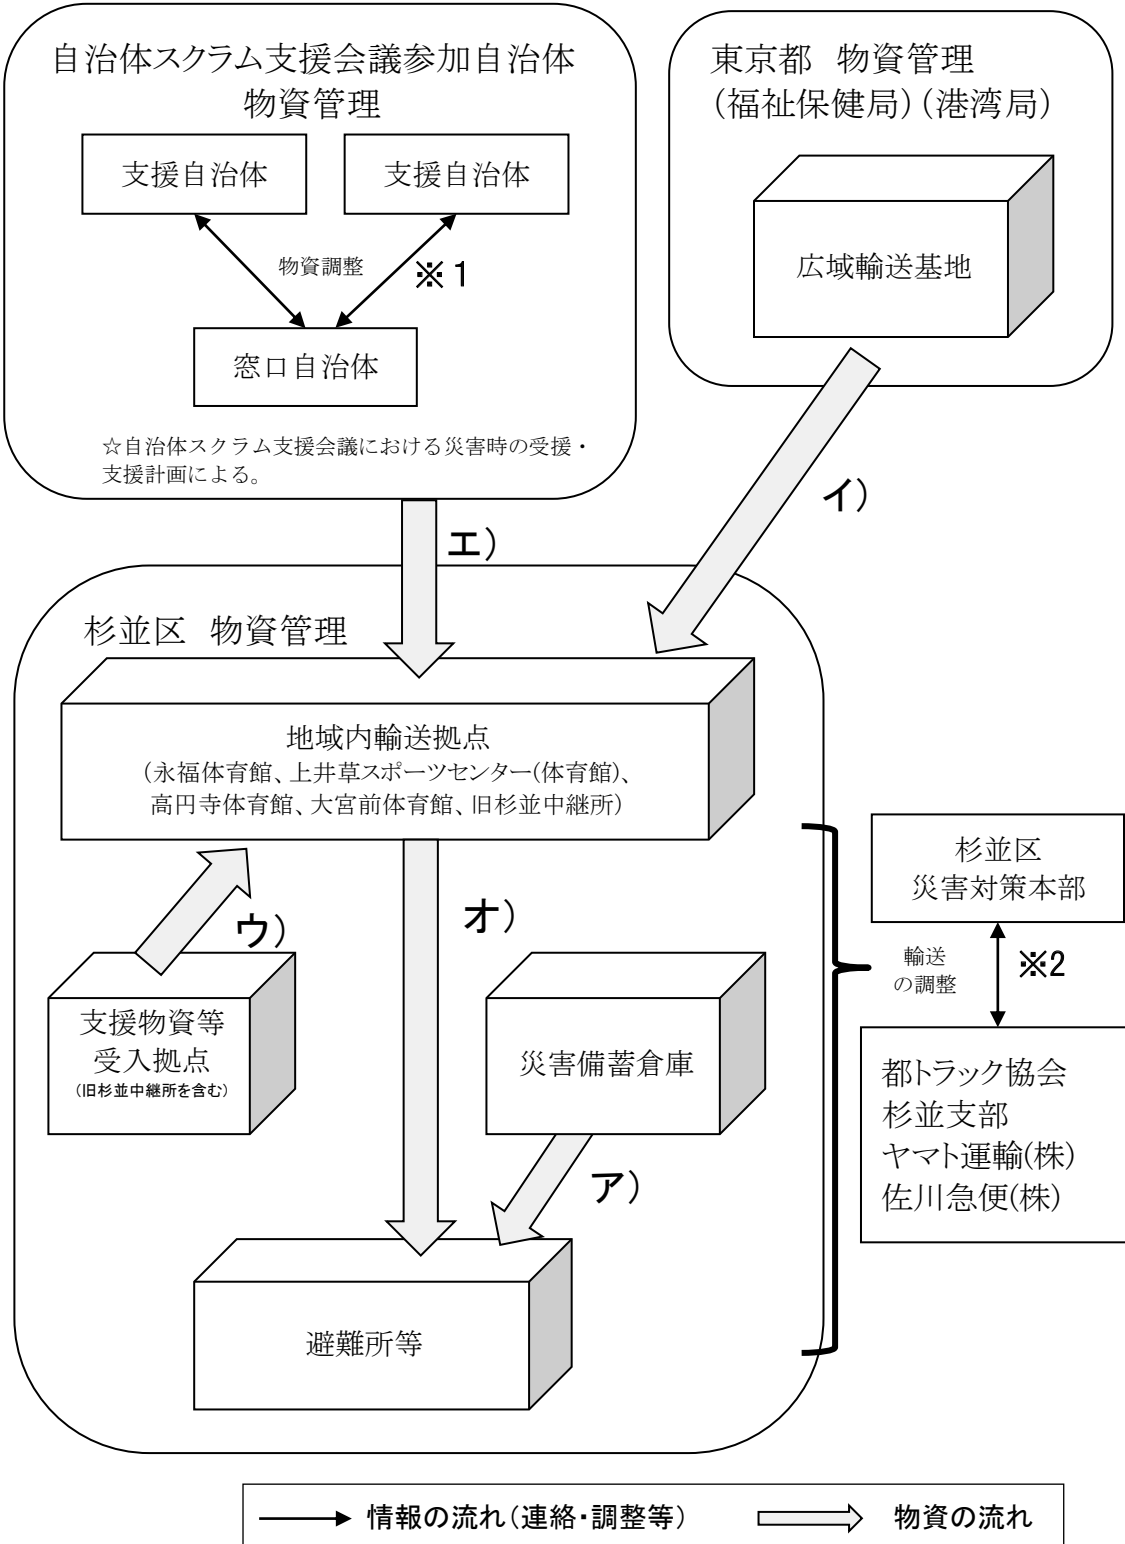 自治体スクラム支援会議参加自治体
物資管理
支援自治体
支援自治体
物資調整
※1
窓口自治体
☆自治体スクラム支援会議における災害時の受援・
支援計画による。
東京都 物資管理
(福祉保健局)(港湾局)
広域輸送基地
イ)
エ)
杉並区 物資管理
地域内輸送拠点
(永福体育館、上井草スポーツセンター(体育館)、
高円寺体育館、大宮前体育館、旧杉並中継所)
ウ)
オ)
支援物資等
受入拠点
(旧杉並中継所を含む)
災害備蓄倉庫
ア)
避難所等
杉並区
災害対策本部
輸送
の調整
※2
都トラック協会
杉並支部
ヤマト運輸(株)
佐川急便(株)
情報の流れ(連絡・調整等)
物資の流れ